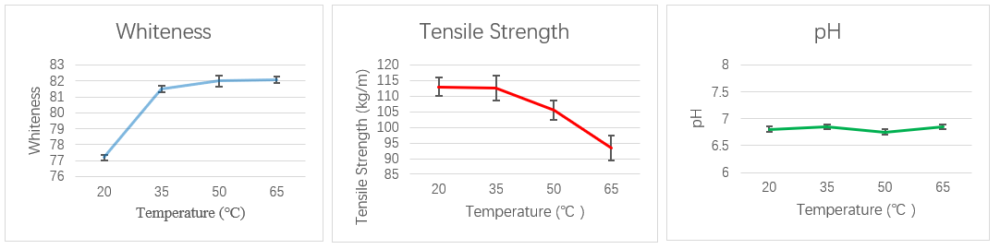 Whiteness
Whiteness
83
82
81
80
79
78
77
76
20 35 50 65
Temperature (℃)
Tensile Strength
Tensile Strength (kg/m)
120
115
110
105
100
95
90
85
20 35 50 65
Temperature (℃ )
pH
pH
8
7.5
7
6.5
6
20 35 50 65
Temperature (℃ )